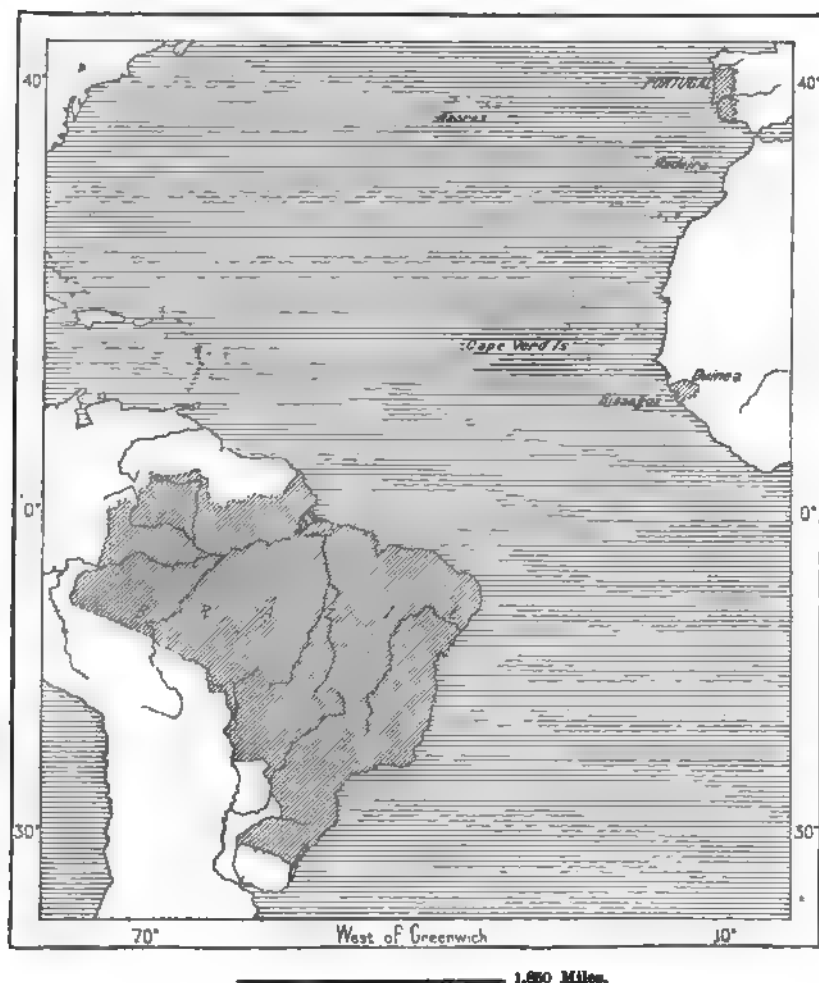 40°
40°
PORTUGAL
Azores
Madeira
Cape Verd Is
Guinea
Bissagos
0°
0°
30°
30°
70°
West of Greenwich
10°
1,850 Miles.